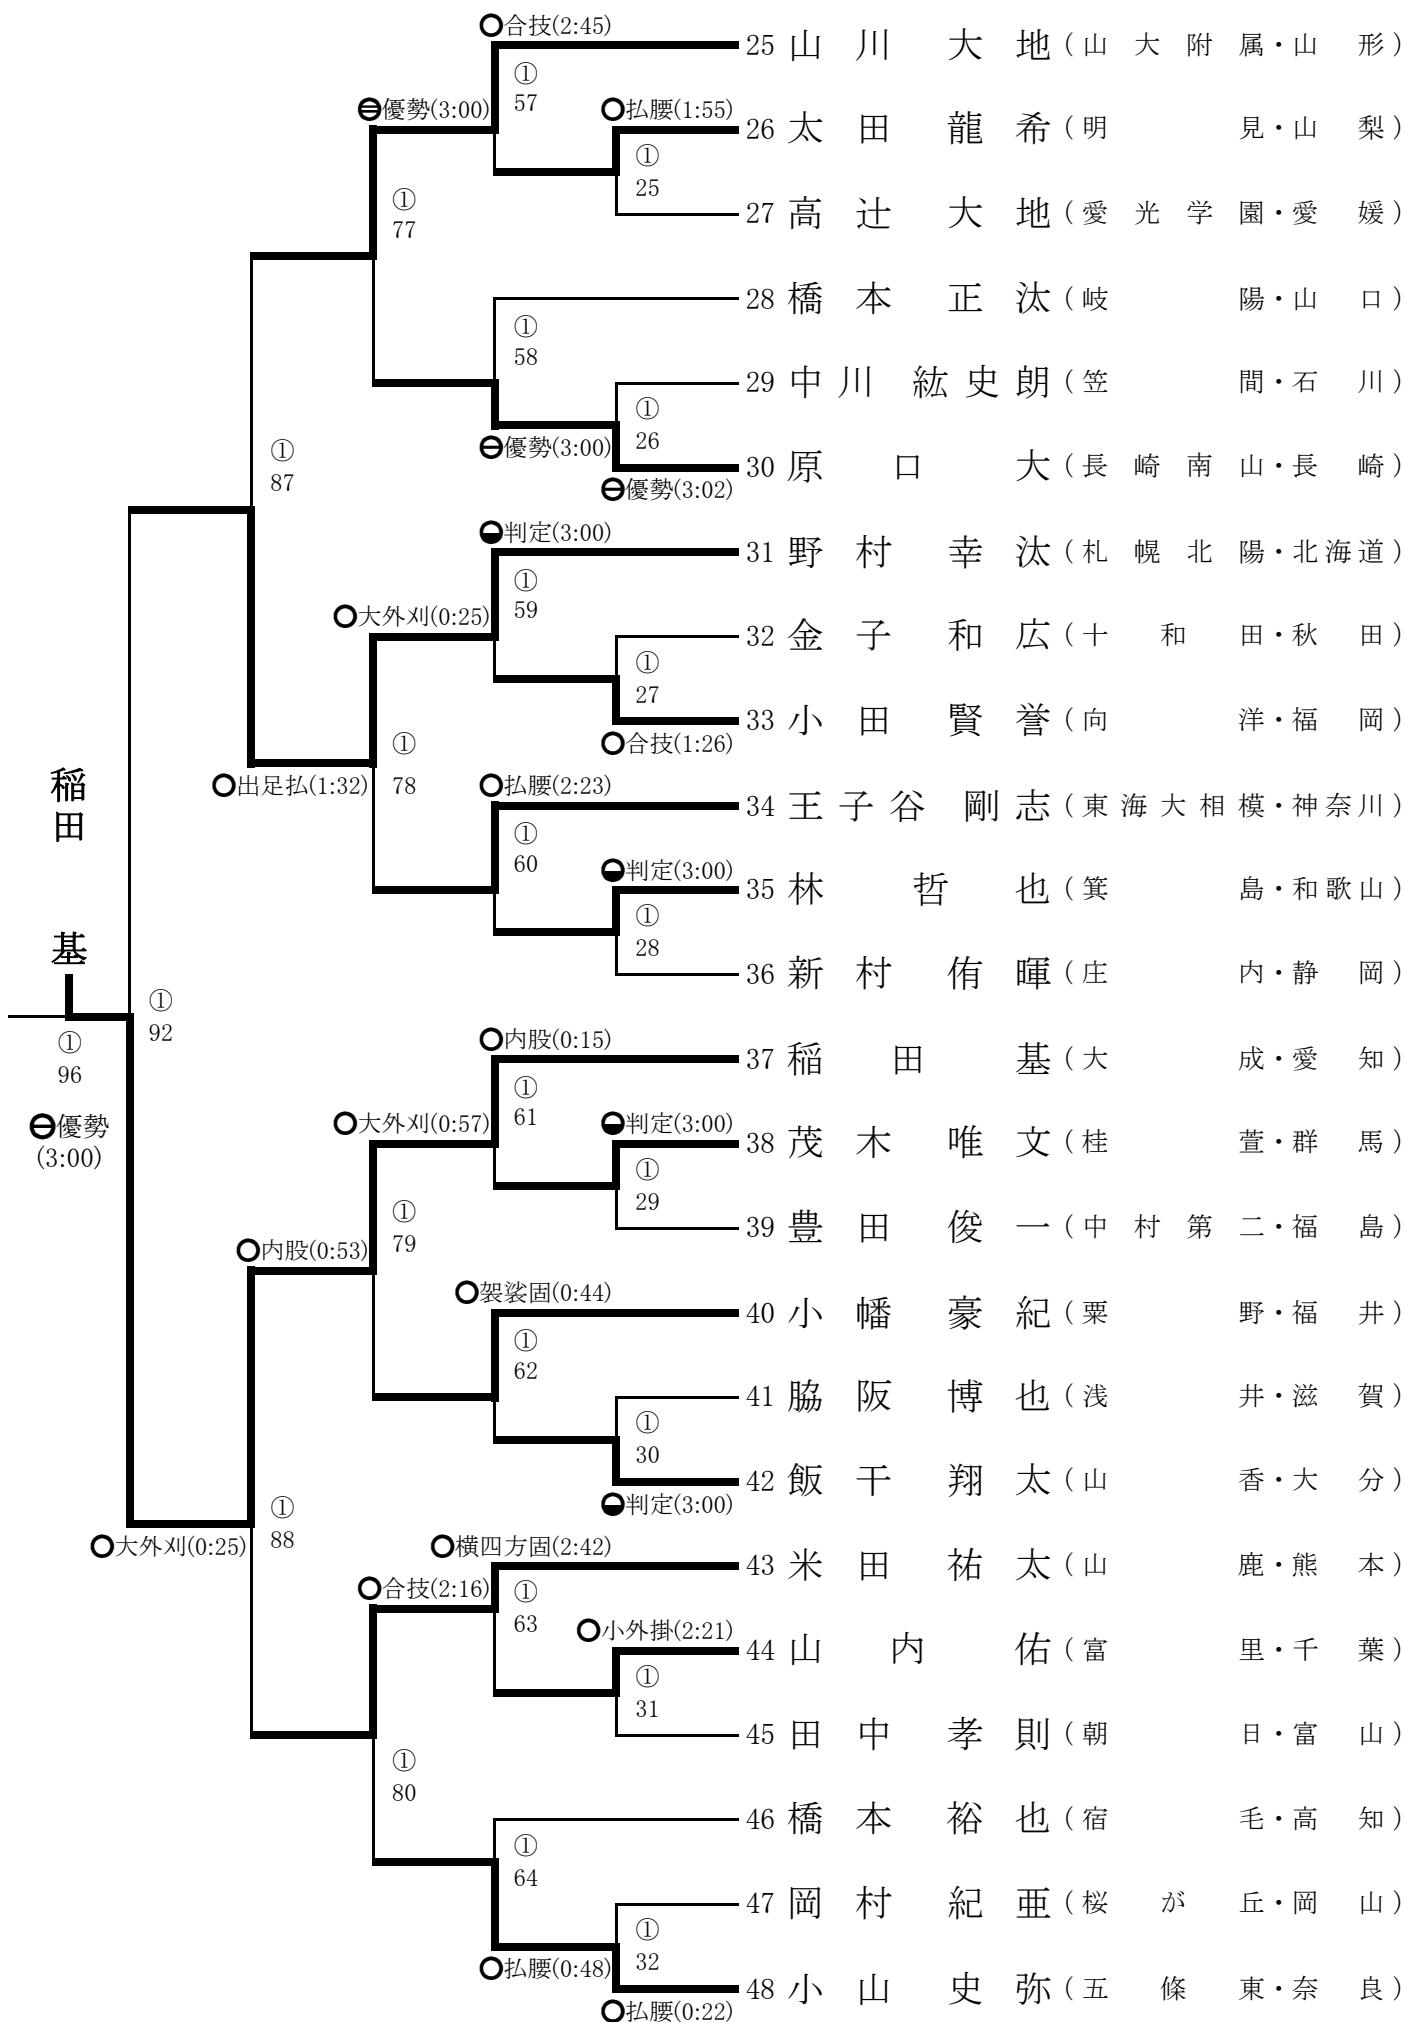 ○合技(2:45)
25 山川大地（山大附属・山形）
①
57
○払腰(1:55)
優勢(3:00)
26 太田龍希（明見・山梨）
①
25
①
77
27 高辻大地（愛光学園・愛媛）
28 橋本正汰（岐陽・山口）
①
58
29 中川紘史朗（笠間・石川）
①
26
優勢(3:00)
①
87
30 原口大（長崎南山・長崎）
優勢(3:02)
判定(3:00)
31 野村幸汰（札幌北陽・北海道）
①
59
○大外刈(0:25)
32 金子和広（十和田・秋田）
①
27
33 小田賢誉（向洋・福岡）
○合技(1:26)
①
78
○出足払(1:32)
○払腰(2:23)
34 王子谷剛志（東海大相模・神奈川）
①
60
判定(3:00)
35 林哲也（箕島・和歌山）
①
28
36 新村侑暉（庄内・静岡）
稲田基
①
92
①
96
優勢
(3:00)
○内股(0:15)
37 稲田基（大成・愛知）
①
61
○大外刈(0:57)
判定(3:00)
38 茂木唯文（桂萱・群馬）
①
29
①
79
39 豊田俊一（中村第二・福島）
○内股(0:53)
○袈裟固(0:44)
40 小幡豪紀（粟野・福井）
①
62
41 脇阪博也（浅井・滋賀）
①
30
42 飯干翔太（山香・大分）
判定(3:00)
①
88
○大外刈(0:25)
○横四方固(2:42)
43 米田祐太（山鹿・熊本）
○合技(2:16)
①
63
○小外掛(2:21)
44 山内佑（富里・千葉）
①
31
45 田中孝則（朝日・富山）
①
80
46 橋本裕也（宿毛・高知）
①
64
47 岡村紀亜（桜が丘・岡山）
①
32
○払腰(0:48)
48 小山史弥（五條東・奈良）
○払腰(0:22)